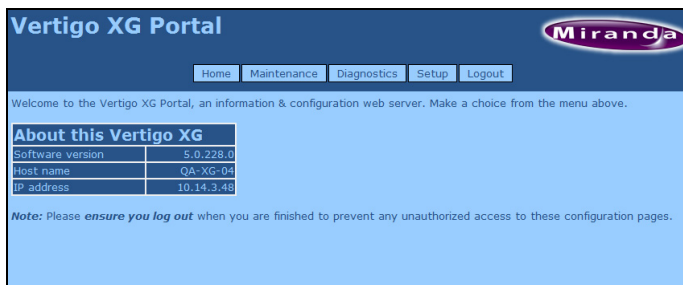 Vertigo XG Portal
Miranda
Home Maintenance Diagnostics Setup Logout
Welcome to the Vertigo XG Portal, an information & configuration web server. Make a choice from the menu above.
About this Vertigo XG
Software version 5.0.228.0
Host name QA-XG-04
IP address 10.14.3.48
Note: Please ensure you log out when you are finished to prevent any unauthorized access to these configuration pages.